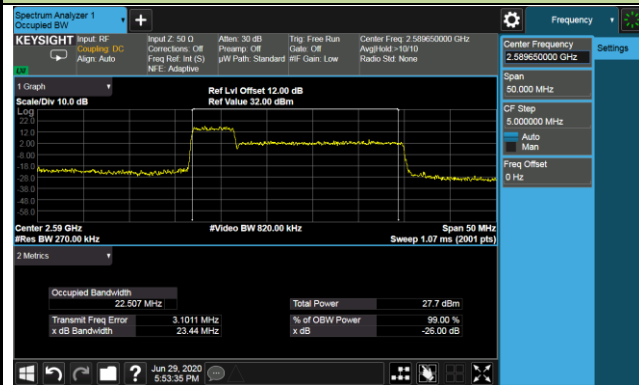 Spectrum Analyzer 1
Occupied BW
Frequency
KEYSIGHT
Input: RF
Coupling: DC
Align: Auto
Input Z: 50 Ω
Corrections: Off
Freq Ref: Int (S)
NFE: Adaptive
Atten: 30 dB
Preamp: Off
µW Path: Standard
Trig: Free Run
Gate: Off
#IF Gain: Low
Center Freq: 2.589650000 GHz
Avg|Hold:>10/10
Radio Std: None
Center Frequency
2.589650000 GHz
Settings
Span
50.000 MHz
CF Step
5.000000 MHz
Auto
Man
Freq Offset
0 Hz
1 Graph
Scale/Div 10.0 dB
Ref Lvl Offset 12.00 dB
Ref Value 32.00 dBm
Log
22.0
12.0
2.00
-8.00
-18.0
-28.0
-38.0
-48.0
-58.0
Center 2.59 GHz
#Res BW 270.00 kHz
#Video BW 820.00 kHz
Span 50 MHz
Sweep 1.07 ms (2001 pts)
2 Metrics
Occupied Bandwidth
22.507 MHz
Total Power 27.7 dBm
Transmit Freq Error 3.1011 MHz
% of OBW Power 99.00 %
x dB Bandwidth 23.44 MHz
x dB -26.00 dB
?
Jun 29, 2020
5:53:35 PM